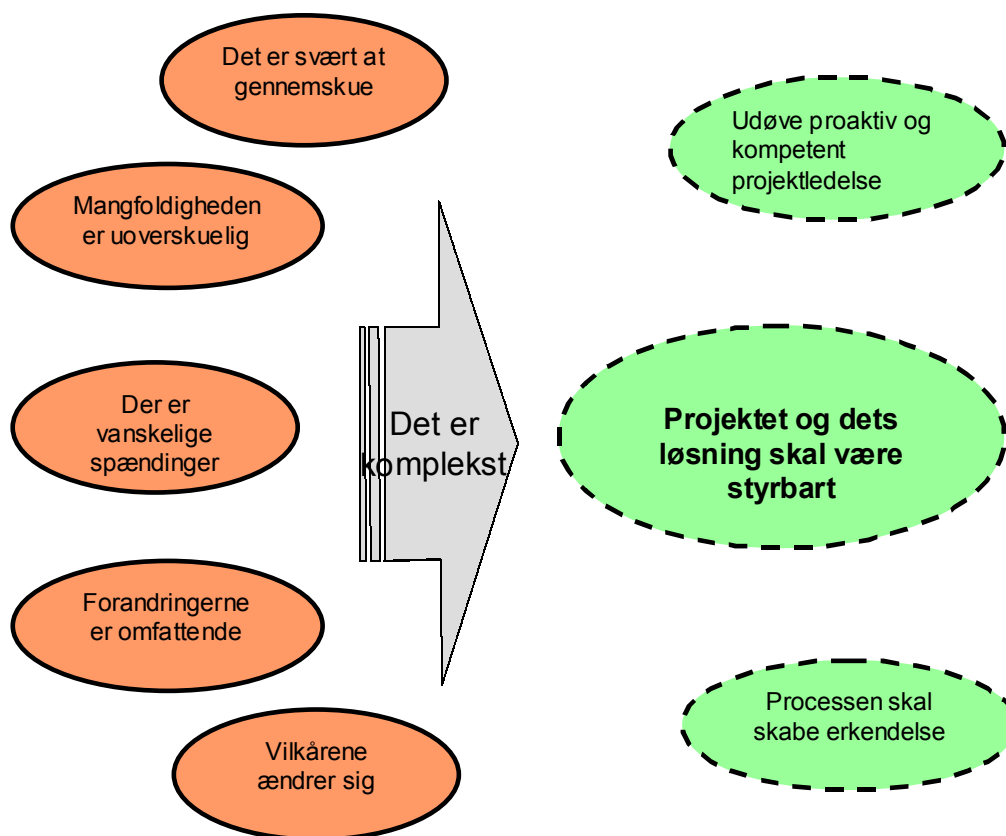 Det er svært at
gennemskue
Mangfoldigheden
er uoverskuelig
Der er
vanskelige
spændinger
Forandringerne
er omfattende
Vilkårene
ændrer sig
Det er
komplekst
Udøve proaktiv og
kompetent
projektledelse
Projektet og dets
løsning skal være
styrbart
Processen skal
skabe erkendelse